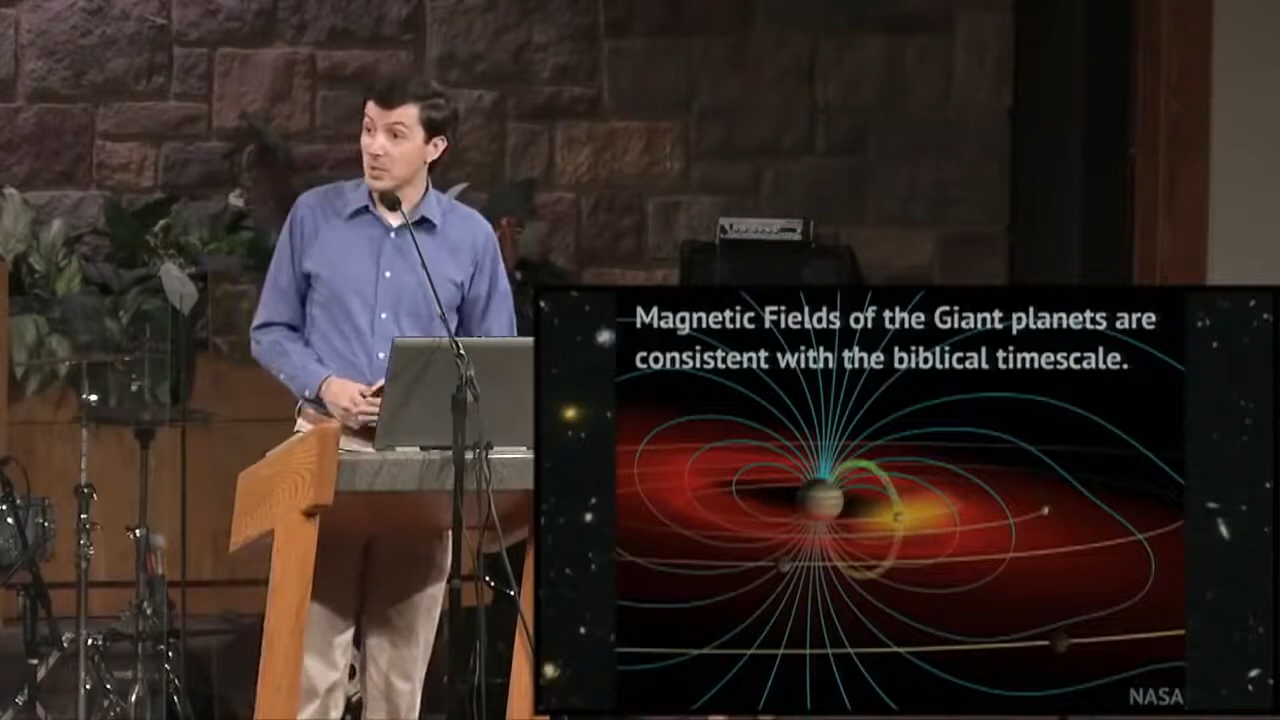 Magnetic Fields of the Giant planets are
consistent with the biblical timescale.
NASA